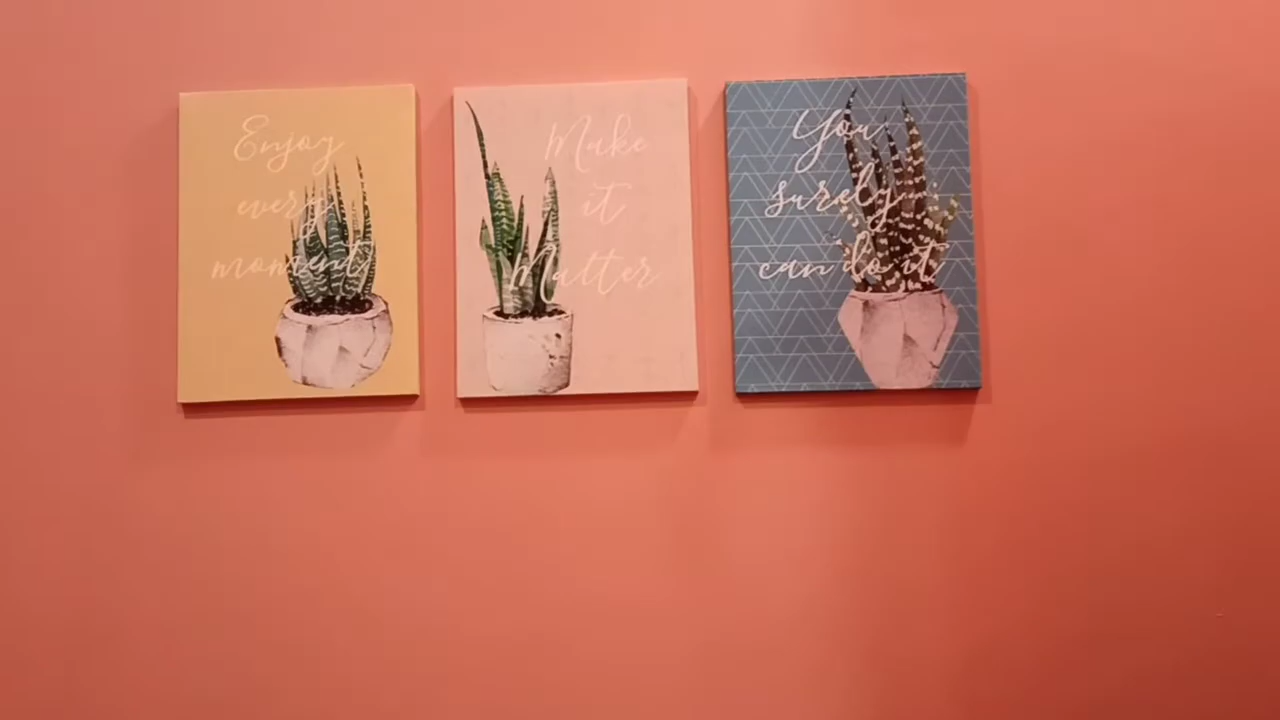 Enjoy
every
moment
Make
it
Matter
You
surely
can do it